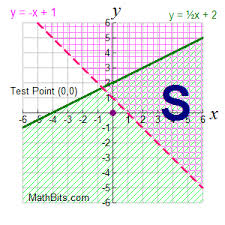 y = -x + 1
y
y = ½x + 2
6
5
4
3
2
1
Test Point (0,0)
S
x
-6 -5 -4 -3 -2 -1 1 2 3 4 5 6
-1
-2
-3
-4
-5
-6
MathBits.com